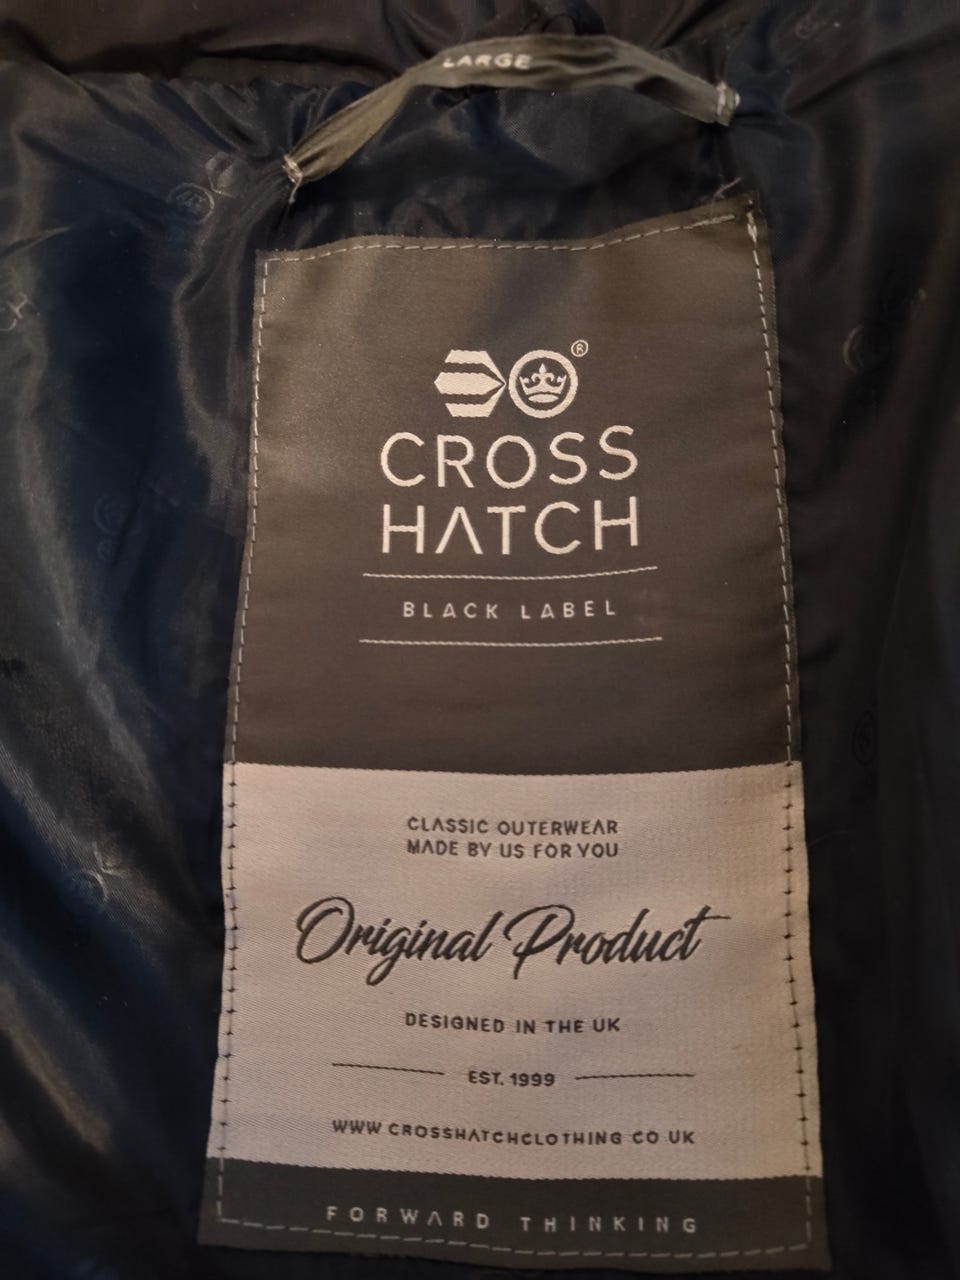 LARGE
®
CROSS
HATCH
BLACK LABEL
CLASSIC OUTERWEAR
MADE BY US FOR YOU
Original Product
DESIGNED IN THE UK
EST. 1999
WWW CROSSHATCHCLOTHING CO UK
FORWARD THINKING